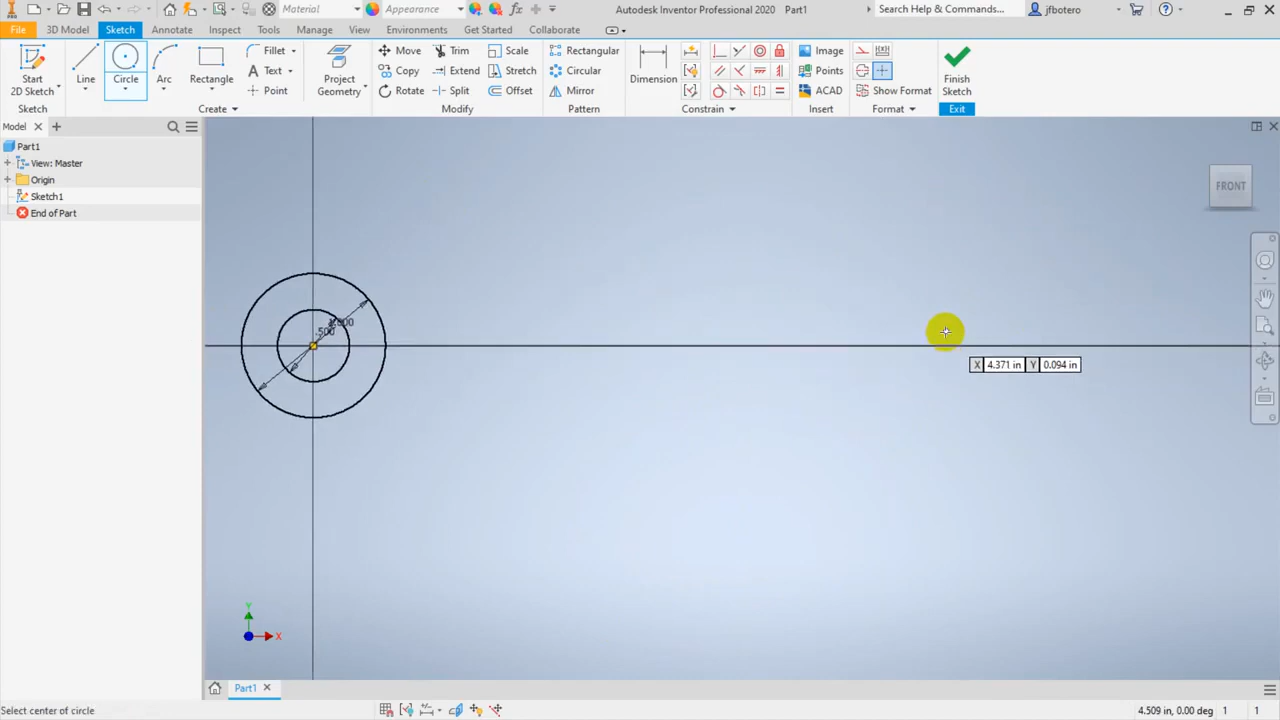 Material Appearance Autodesk Inventor Professional 2020 Part1 Search Help & Commands... jfbotero
File 3D Model Sketch Annotate Inspect Tools Manage View Environments Get Started Collaborate
Start 2D Sketch
Line
Circle
Arc
Rectangle
Fillet
Text
Point
Project Geometry
Move Trim Scale
Copy Extend Stretch
Rotate Split Offset
Rectangular
Circular
Mirror
Dimension
Image
Points
ACAD
Show Format
Finish Sketch
Sketch Create Modify Pattern Constrain Insert Format Exit
Model
Part1
View: Master
Origin
Sketch1
End of Part
FRONT
.500
X 4.371 in Y 0.094 in
Y
X
Part1
Select center of circle 4.509 in, 0.00 deg 1 1